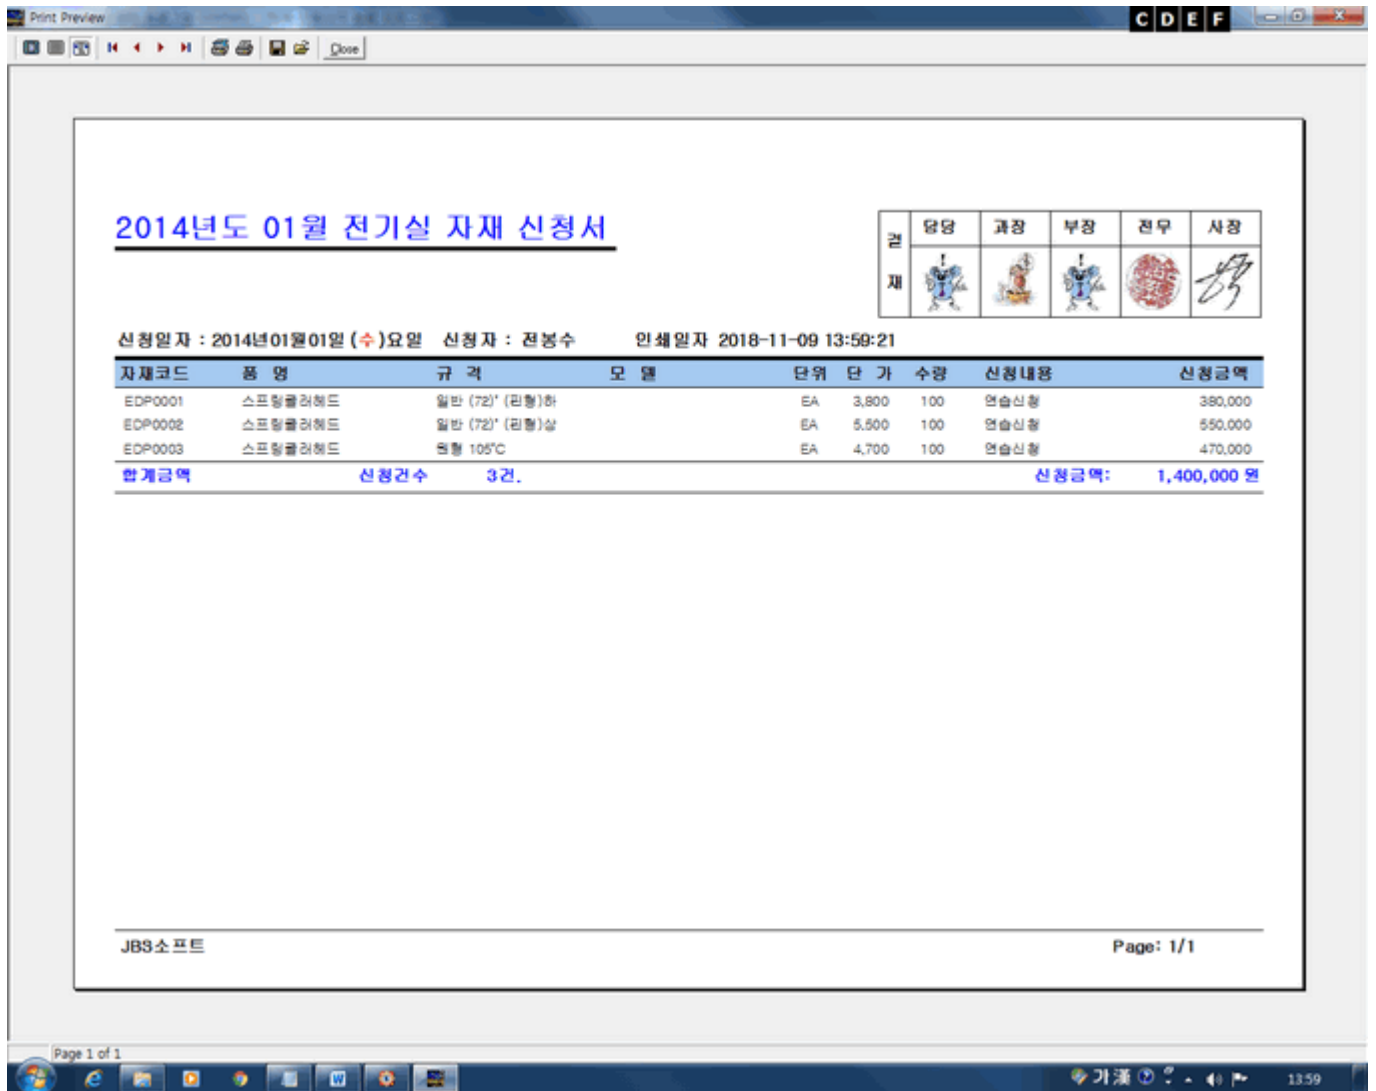 Print Preview
C D E F
Close
2014년도 01월 전기실 자재 신청서
결재 담당 과장 부장 전무 사장
신청일자 : 2014년01월01일 (수)요일 신청자 : 전봉수 인쇄일자 2018-11-09 13:59:21
자재코드 품 명 규 격 모 델 단위 단 가 수량 신청내용 신청금액
EDP0001 스프링쿨러헤드 일반 (72)* (핀형)하 EA 3,800 100 연습신청 380,000
EDP0002 스프링쿨러헤드 일반 (72)* (핀형)상 EA 5,500 100 연습신청 550,000
EDP0003 스프링쿨러헤드 원형 105°C EA 4,700 100 연습신청 470,000
합계금액 신청건수 3건. 신청금액: 1,400,000 원
JBS소프트 Page: 1/1
Page 1 of 1
가 漢 13:59